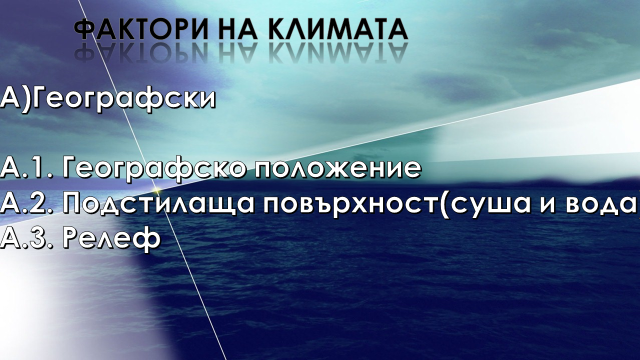 ФАКТОРИ НА КЛИМАТА
А)Географски
А.1. Географско положение
А.2. Подстилаща повърхност(суша и вода
А.3. Релеф